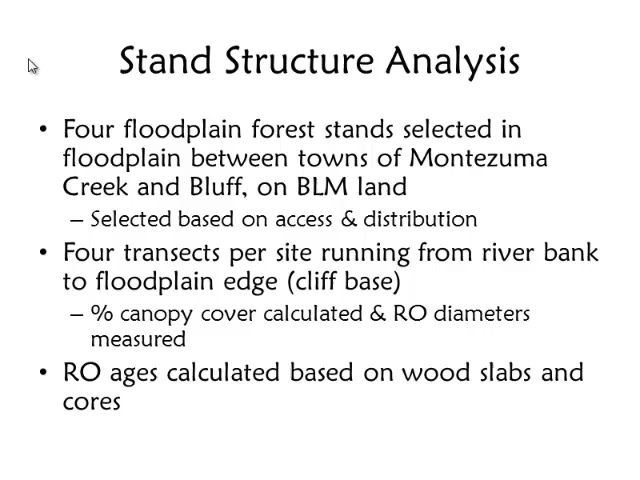 Stand Structure Analysis
• Four floodplain forest stands selected in
floodplain between towns of Montezuma
Creek and Bluff, on BLM land
– Selected based on access & distribution
• Four transects per site running from river bank
to floodplain edge (cliff base)
– % canopy cover calculated & RO diameters
measured
• RO ages calculated based on wood slabs and
cores